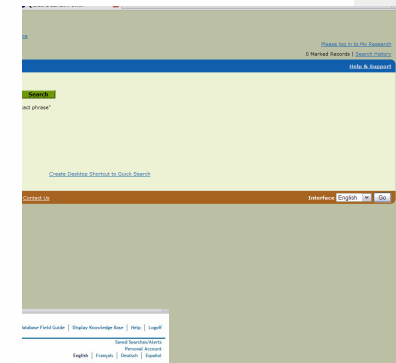 Please log in to My Research
0 Marked Records | Search History
Help & Support
Search
act phrase"
Create Desktop Shortcut to Quick Search
Contact Us
Interface English Go
atabase Field Guide | Display Knowledge Base | Help | Logoff
Saved Searches/Alerts
Personal Account
English | Français | Deutsch | Español